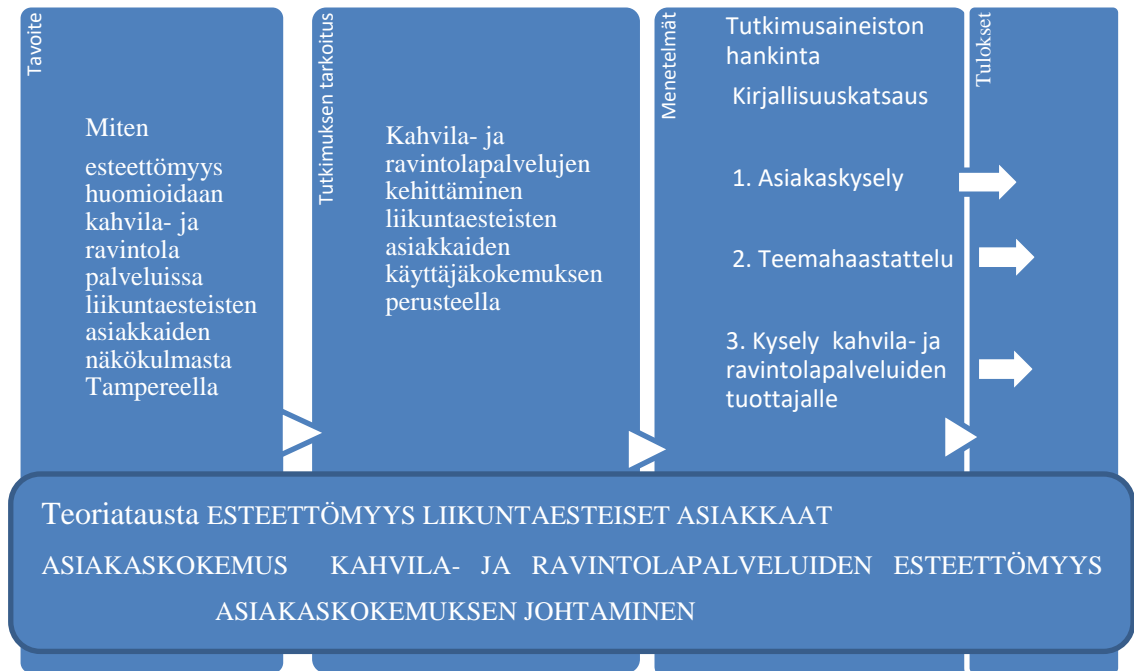 Tavoite
Miten
esteettömyys
huomioidaan
kahvila- ja
ravintola
palveluissa
liikuntaesteisten
asiakkaiden
näkökulmasta
Tampereella
Tutkimuksen tarkoitus
Kahvila- ja
ravintolapalvelujen
kehittäminen
liikuntaesteisten
asiakkaiden
käyttäjäkokemuksen
perusteella
Menetelmät
Tutkimusaineiston
hankinta
Kirjallisuuskatsaus
1. Asiakaskysely
2. Teemahaastattelu
3. Kysely kahvila- ja
ravintolapalveluiden
tuottajalle
Tulokset
Teoriatausta ESTEETTÖMYYS LIIKUNTAESTEISET ASIAKKAAT
ASIAKASKOKEMUS KAHVILA- JA RAVINTOLAPALVELUIDEN ESTEETTÖMYYS
ASIAKASKOKEMUKSEN JOHTAMINEN